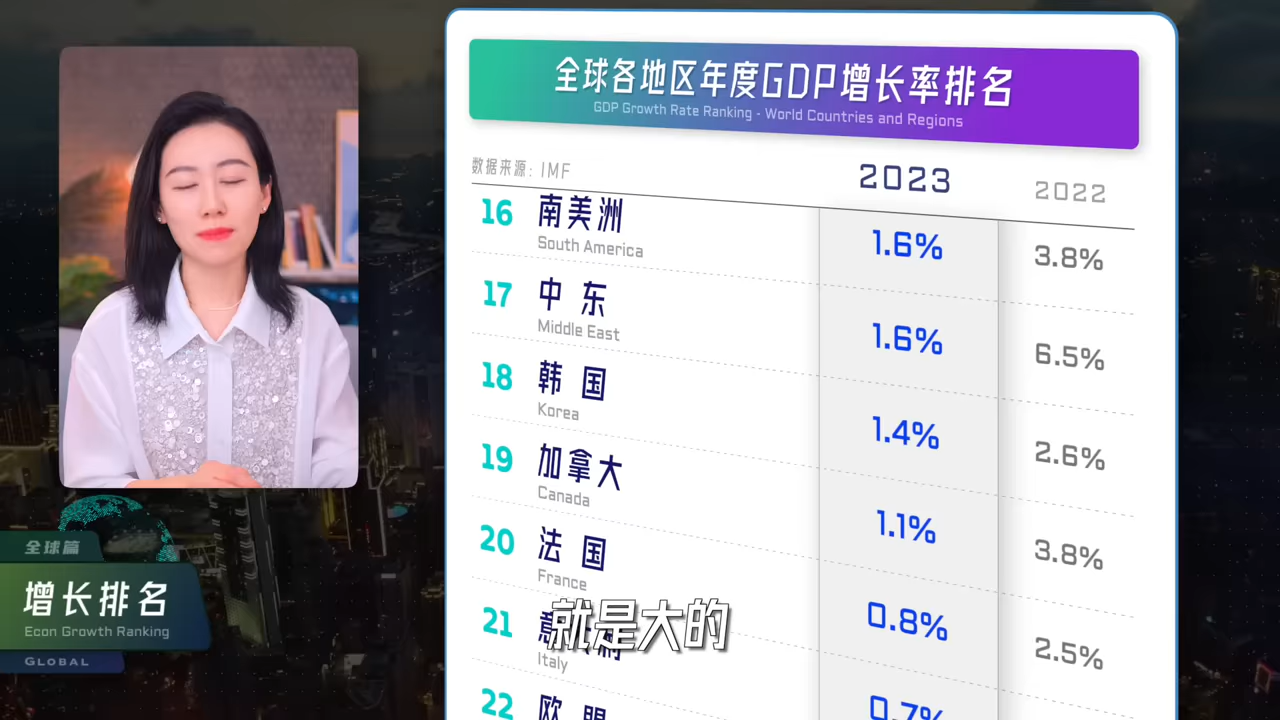 全球各地区年度GDP增长率排名
GDP Growth Rate Ranking - World Countries and Regions
数据来源: IMF
2023
2022
16 南美洲 1.6% 3.8%
South America
17 中东 1.6% 6.5%
Middle East
18 韩国 1.4% 2.6%
Korea
19 加拿大 1.1% 3.8%
Canada
20 法国 0.8% 2.5%
France
21
Italy
22 欧盟 0.7%
就是大的
全球篇
增长排名
Econ Growth Ranking
GLOBAL